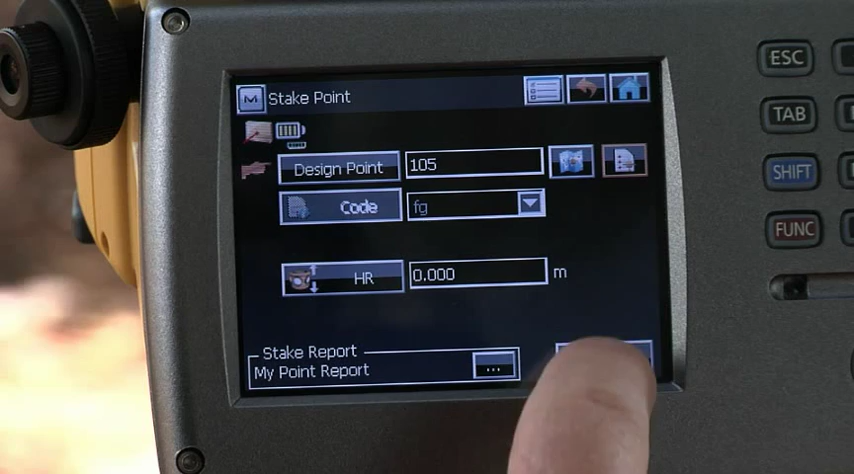 Stake Point
Design Point 105
Code fg
HR 0.000 m
Stake Report
My Point Report ...
ESC
TAB
SHIFT
FUNC